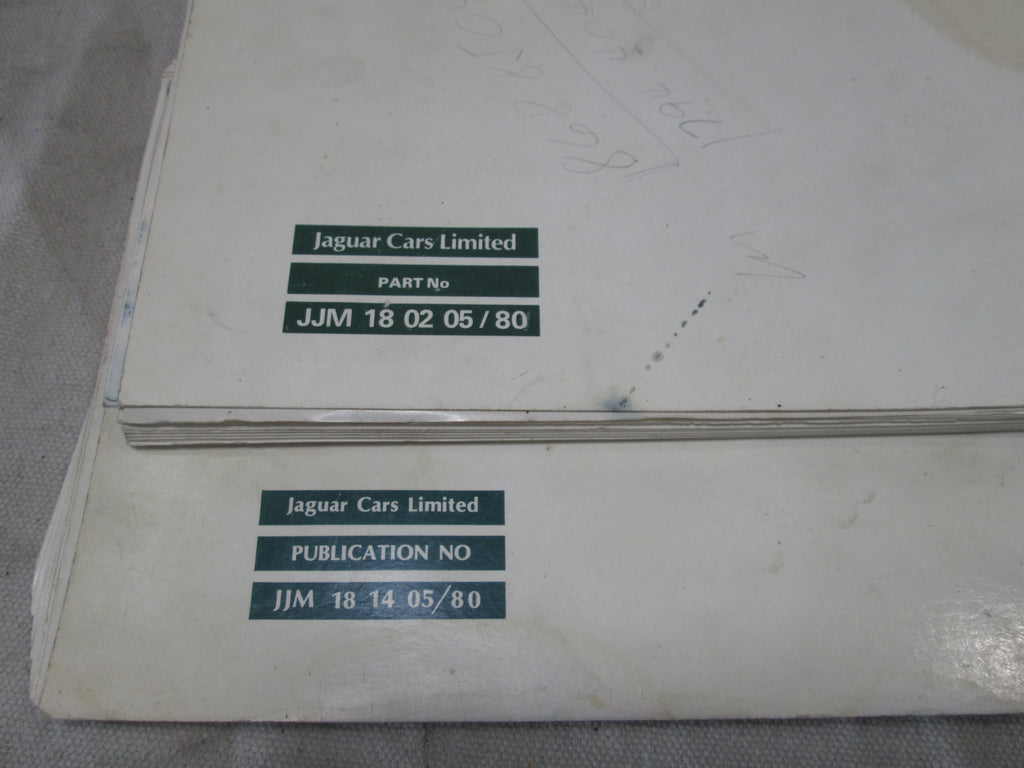 Jaguar Cars Limited
PART No
JJM 18 02 05 / 80
Jaguar Cars Limited
PUBLICATION NO
JJM 18 14 05/80